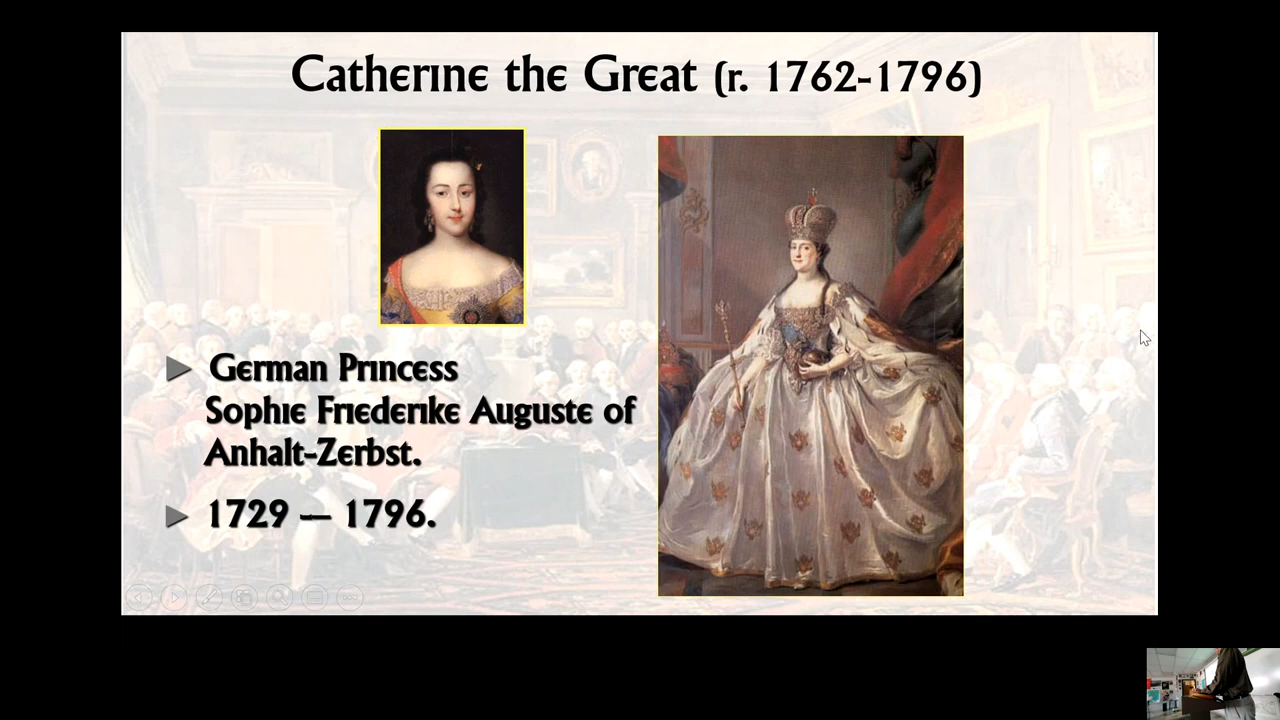 Catherine the Great (r. 1762-1796)
German Princess
Sophie Friederike Auguste of
Anhalt-Zerbst.
1729 — 1796.